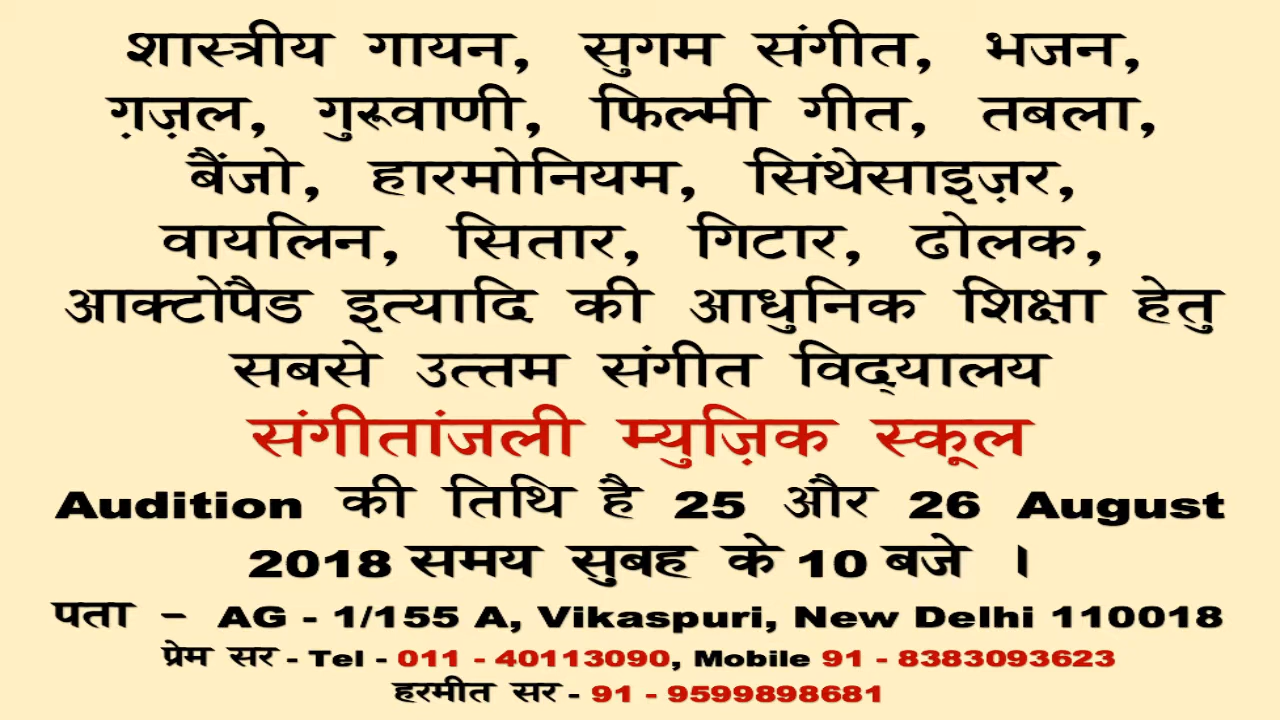 शास्त्रीय गायन, सुगम संगीत, भजन,
ग़ज़ल, गुरूवाणी, फिल्मी गीत, तबला,
बैंजो, हारमोनियम, सिंथेसाइज़र,
वायलिन, सितार, गिटार, ढोलक,
आक्टोपैड इत्यादि की आधुनिक शिक्षा हेतु
सबसे उत्तम संगीत विद्यालय
संगीतांजली म्युज़िक स्कूल
Audition की तिथि है 25 और 26 August
2018 समय सुबह के 10 बजे ।
पता – AG - 1/155 A, Vikaspuri, New Delhi 110018
प्रेम सर - Tel - 011 - 40113090, Mobile 91 - 8383093623
हरमीत सर - 91 - 9599898681